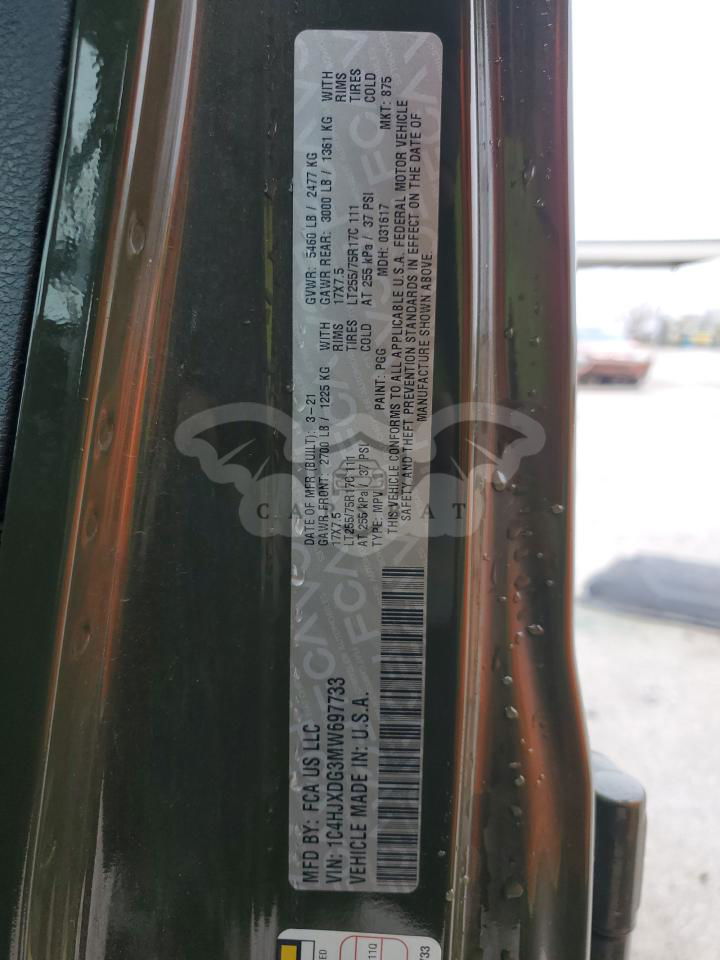 MFD BY: FCA US LLC
VIN: 1C4HJXDG3MW697733
VEHICLE MADE IN: U.S.A.
DATE OF MFR (BUILT): 3-21
GVWR: 5460 LB / 2477 KG
GAWR FRONT: 2700 LB / 1225 KG WITH
GAWR REAR: 3000 LB / 1361 KG WITH
17X7.5 RIMS
17X7.5 RIMS
LT255/75R17C 111 TIRES
LT255/75R17C 111 TIRES
AT 255 kPa / 37 PSI COLD
AT 255 kPa / 37 PSI COLD
TYPE: MPV PAINT: PGG MDH: 031617 MKT: 875
THIS VEHICLE CONFORMS TO ALL APPLICABLE U.S.A. FEDERAL MOTOR VEHICLE
SAFETY AND THEFT PREVENTION STANDARDS IN EFFECT ON THE DATE OF
MANUFACTURE SHOWN ABOVE.
11Q
733